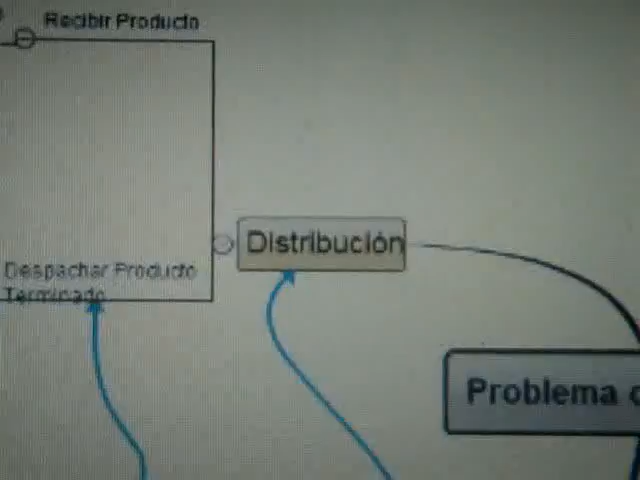 Recibir Producto
Distribución
Despachar Producto
Terminado
Problema